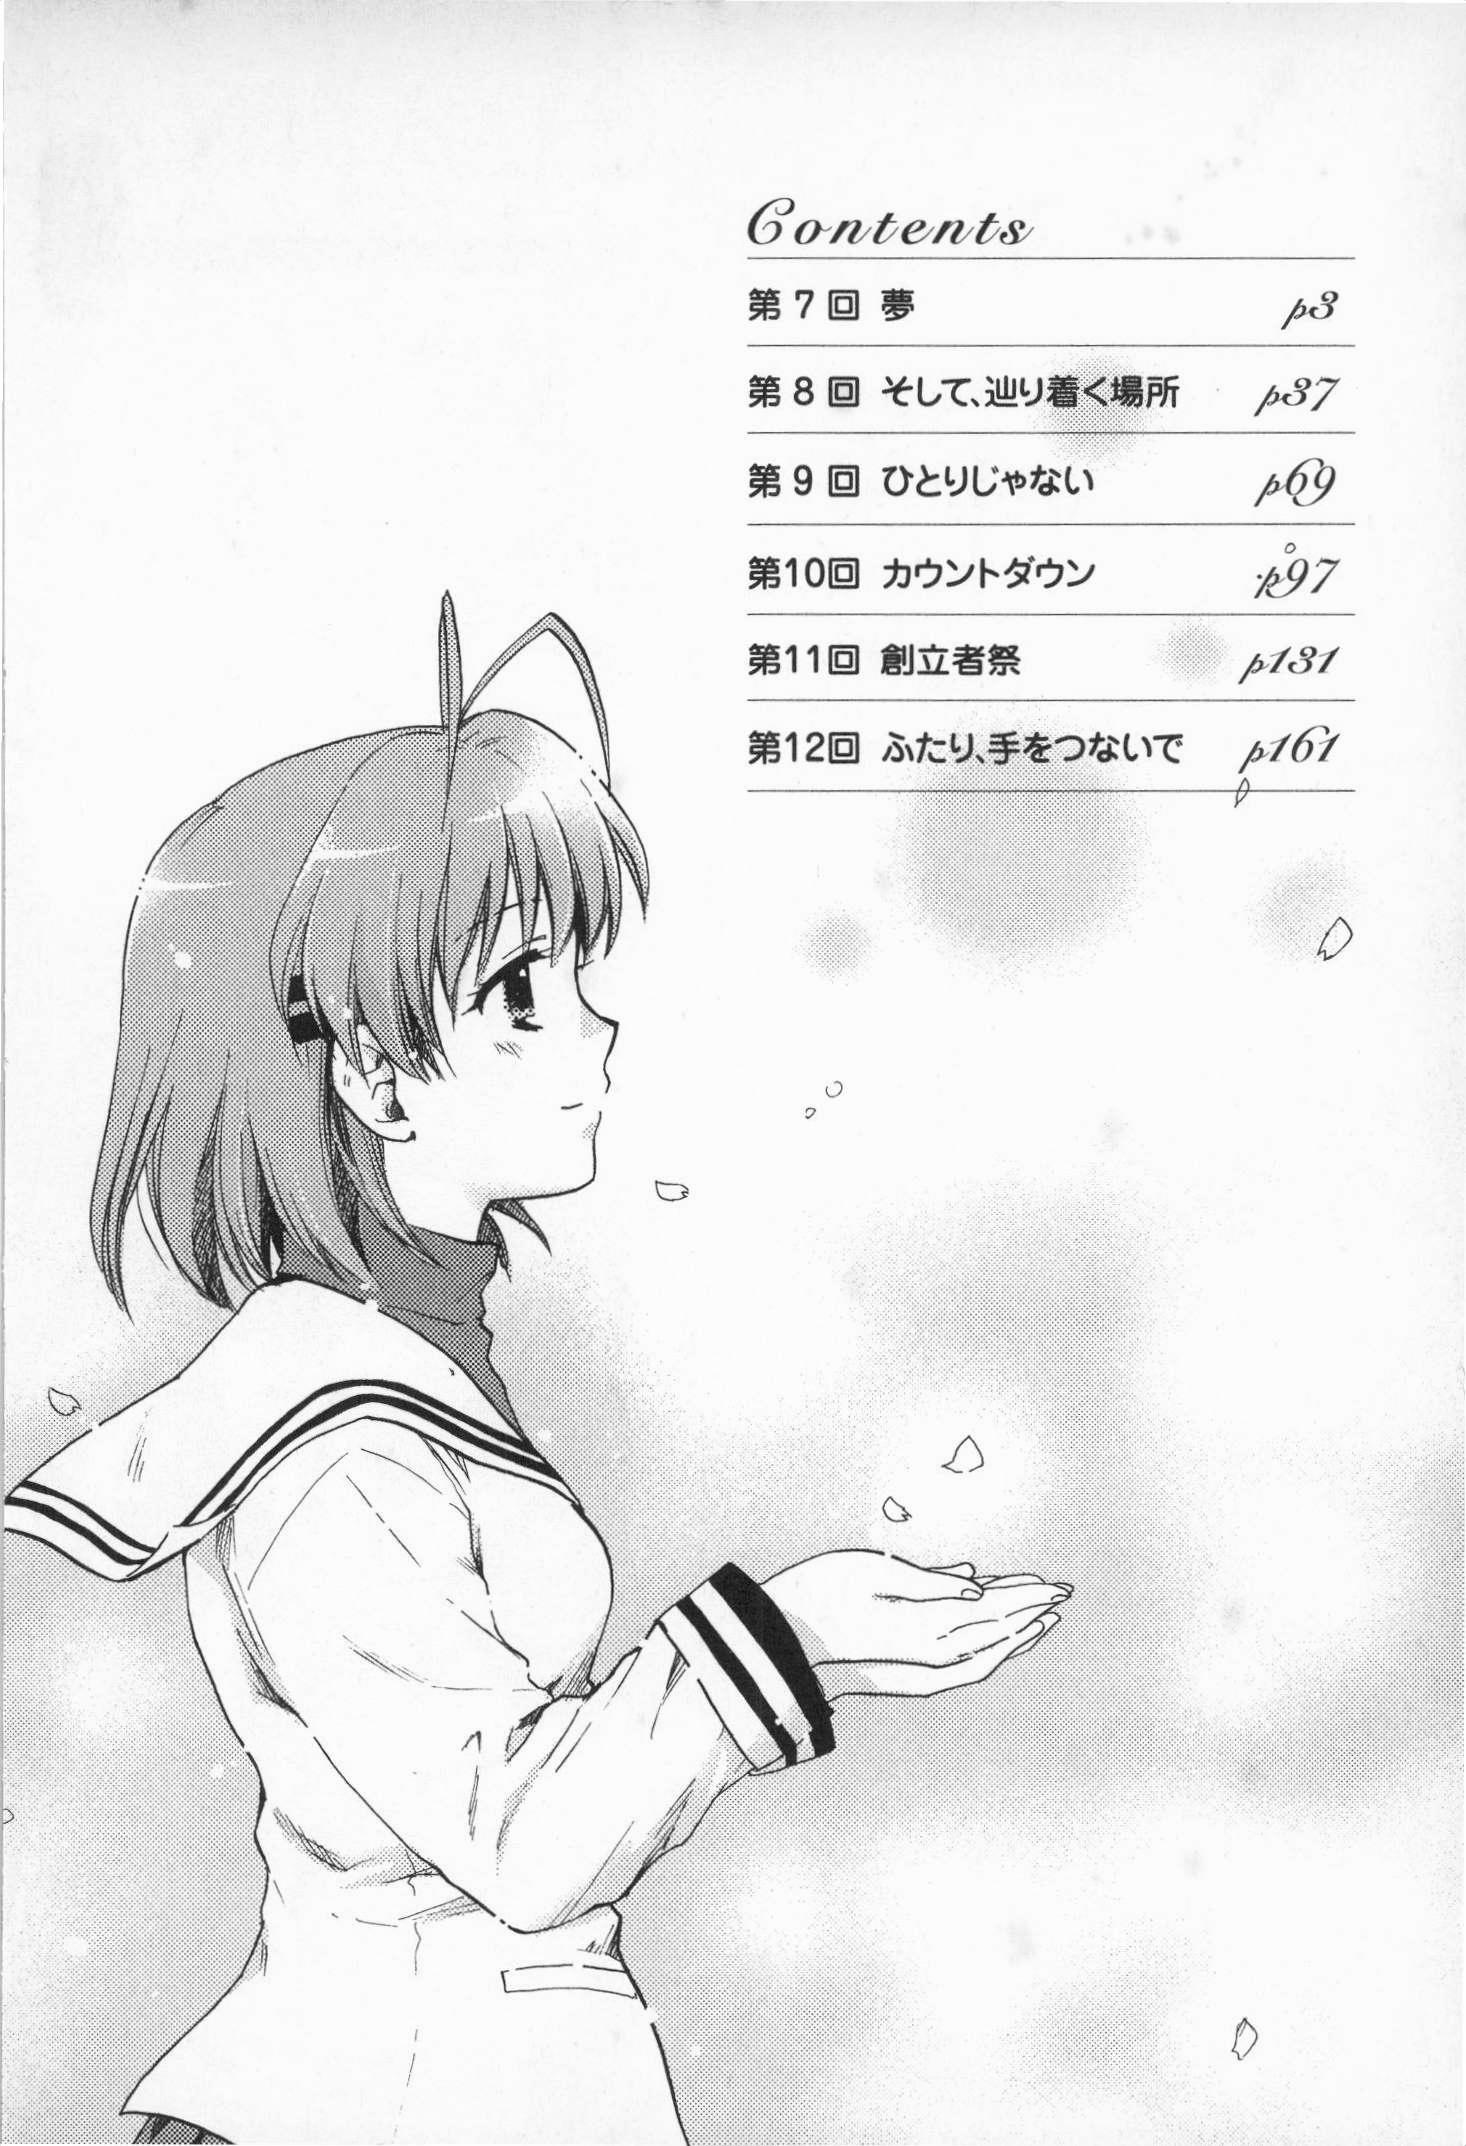 Contents
第7回 夢 p3
第8回 そして、辿り着く場所 p37
第9回 ひとりじゃない p69
第10回 カウントダウン p97
第11回 創立者祭 p131
第12回 ふたり、手をつないで p161